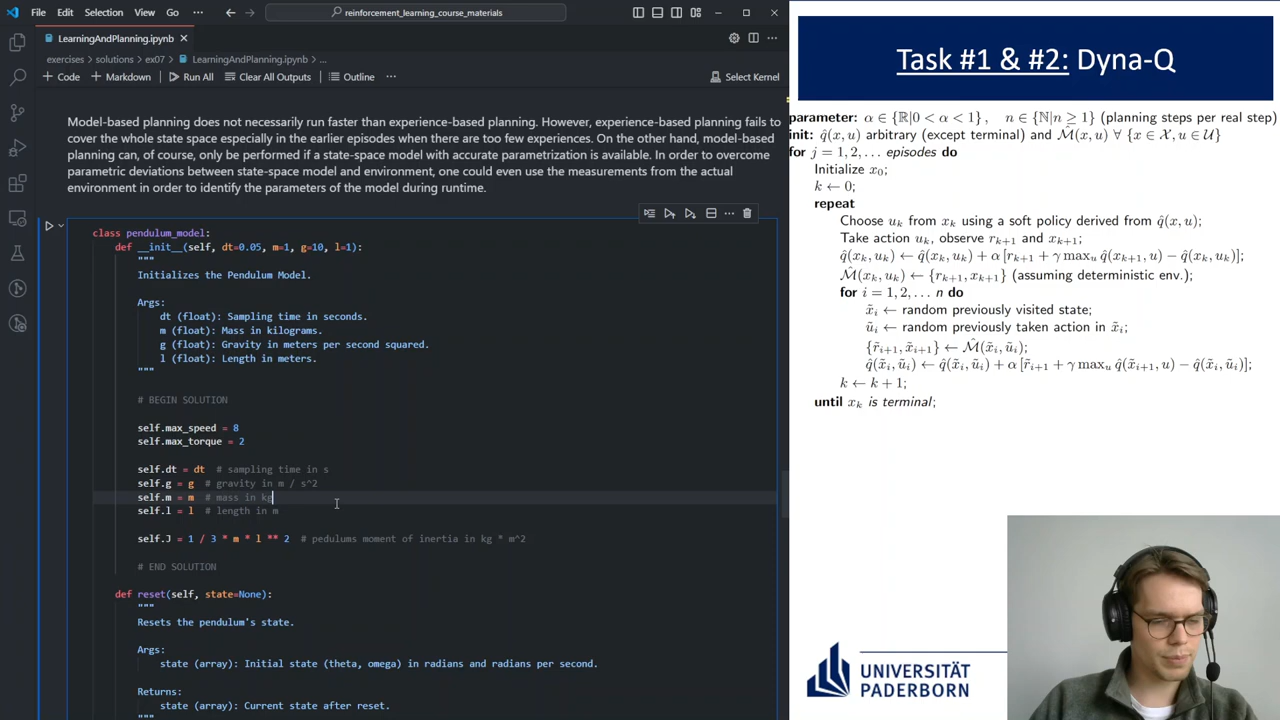 File Edit Selection View ···
reinforcement_learning_course_materials
LearningAndPlanning.ipynb
exercises > solutions > ex07 > LearningAndPlanning.ipynb > ...
+ Code + Markdown Run All Clear All Outputs Outline ··· Select Kernel
Model-based planning does not necessarily run faster than experience-based planning does. However, experience-based planning also has to
cover many of the possible situations. Especially in the beginning, there are too few experiences. On the other hand, model-based
planning can, of course, only be performed if a state-space model with accurate parametrization is available. In order to overcome
parameter deviations between state-space model and environment, one could even use the measurements from the actual
environment in order to identify the parameters of the model during runtime.
class pendulum_model:
def __init__(self, dt=0.05, m=1, g=10, l=1):
"""
Initializes the Pendulum Model.
Args:
dt (float): Sampling time in seconds.
m (float): Mass in kilograms.
g (float): Gravity in meters per second squared.
l (float): Length in meters.
"""
# BEGIN SOLUTION
self.max_speed = 8
self.max_torque = 2
self.dt = dt # sampling time in s
self.g = g # gravity in m / s^2
self.m = m # mass in kg
self.l = l # length in m
self.J = 1 / 3 * m * l ** 2 # pedulums moment of inertia in kg * m^2
# END SOLUTION
def reset(self, state=None):
"""
Resets the pendulum's state.
Args:
state (array): Initial state (theta, omega) in radians and radians per second.
Returns:
state (array): Current state after reset.
"""
Task #1 & #2: Dyna-Q
parameter: α ∈ {ℝ|0 < α < 1}, n ∈ {ℕ|n ≥ 1} (planning steps per real step)
init: q̂(x, u) arbitrary (except terminal) and M̂(x, u) ∀ {x ∈ 𝒳, u ∈ 𝒰}
for j = 1, 2, ... episodes do
Initialize x₀;
k ← 0;
repeat
Choose uₖ from xₖ using a soft policy derived from q̂(x, u);
Take action uₖ, observe rₖ₊₁ and xₖ₊₁;
q̂(xₖ, uₖ) ← q̂(xₖ, uₖ) + α [rₖ₊₁ + γ maxᵤ q̂(xₖ₊₁, u) − q̂(xₖ, uₖ)];
M̂(xₖ, uₖ) ← {rₖ₊₁, xₖ₊₁} (assuming deterministic env.);
for i = 1, 2, ... n do
x̃ᵢ ← random previously visited state;
ũᵢ ← random previously taken action in x̃ᵢ;
{r̃ᵢ₊₁, x̃ᵢ₊₁} ← M̂(x̃ᵢ, ũᵢ);
q̂(x̃ᵢ, ũᵢ) ← q̂(x̃ᵢ, ũᵢ) + α [r̃ᵢ₊₁ + γ maxᵤ q̂(x̃ᵢ₊₁, u) − q̂(x̃ᵢ, ũᵢ)];
k ← k + 1;
until xₖ is terminal;
UNIVERSITÄT
PADERBORN